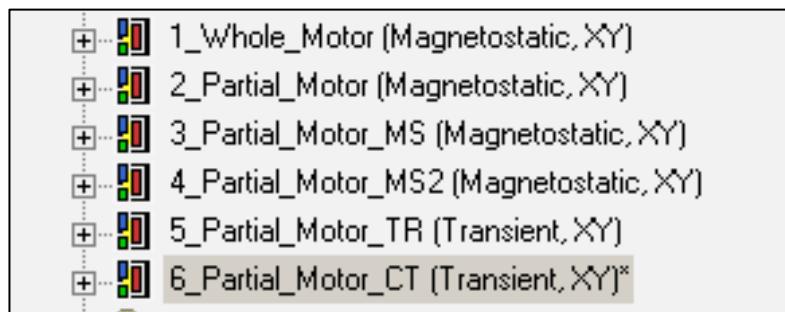 1_Whole_Motor (Magnetostatic, XY)
2_Partial_Motor (Magnetostatic, XY)
3_Partial_Motor_MS (Magnetostatic, XY)
4_Partial_Motor_MS2 (Magnetostatic, XY)
5_Partial_Motor_TR (Transient, XY)
6_Partial_Motor_CT (Transient, XY)*